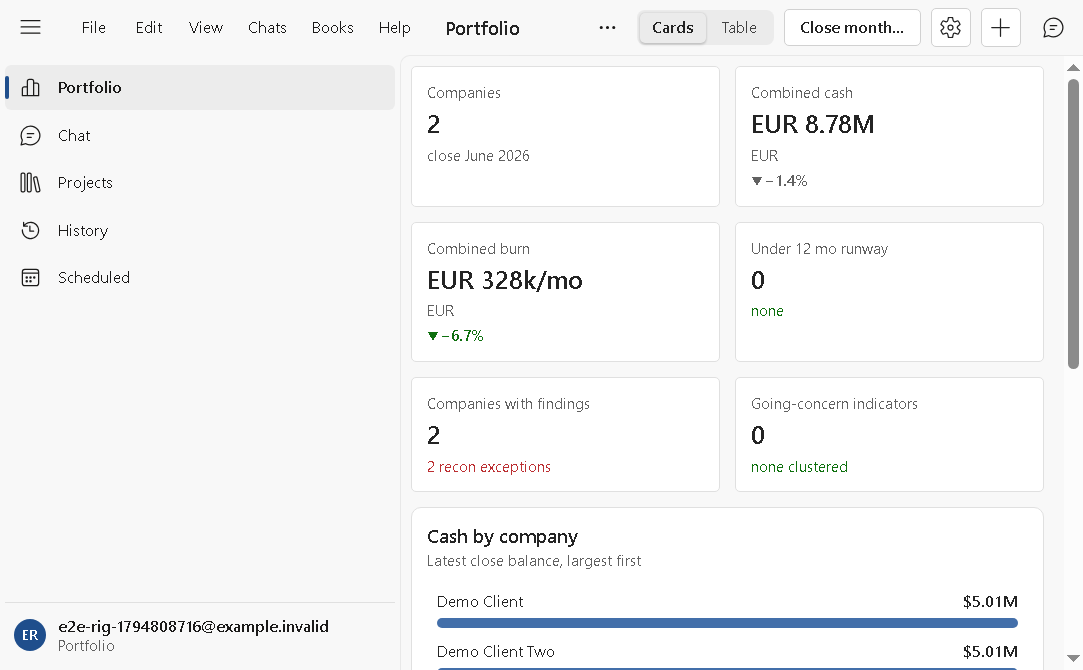 File Edit View Chats Books Help Portfolio ··· Cards Table Close month...
Portfolio
Chat
Projects
History
Scheduled
ER
e2e-rig-1794808716@example.invalid
Portfolio
Companies
2
close June 2026
Combined cash
EUR 8.78M
EUR
▼ −1.4%
Combined burn
EUR 328k/mo
EUR
▼ −6.7%
Under 12 mo runway
0
none
Companies with findings
2
2 recon exceptions
Going-concern indicators
0
none clustered
Cash by company
Latest close balance, largest first
Demo Client $5.01M
Demo Client Two $5.01M